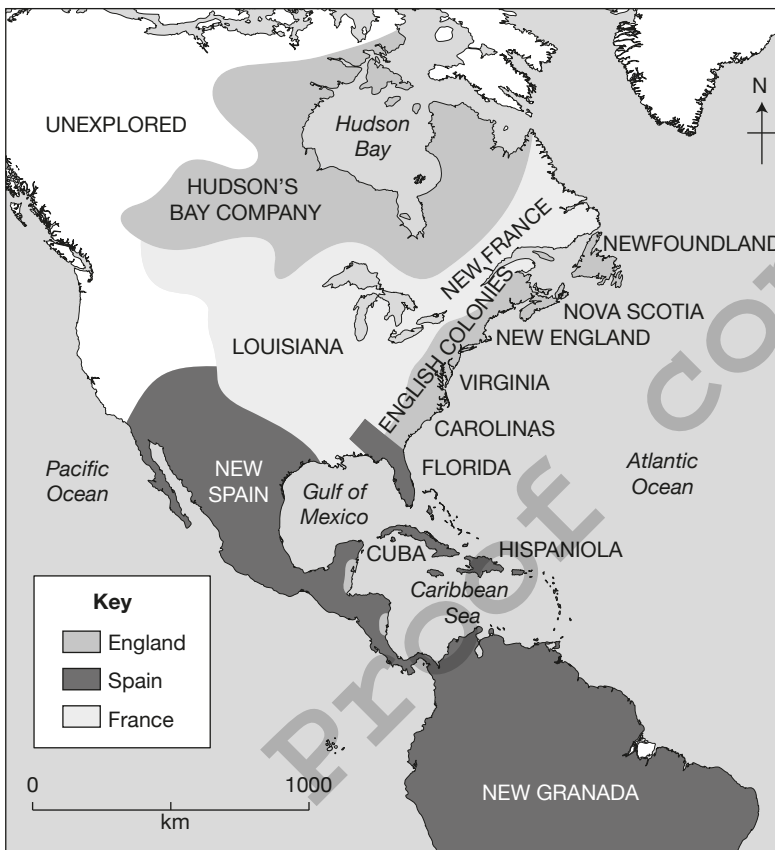 N
UNEXPLORED
Hudson
Bay
HUDSON'S
BAY COMPANY
NEW FRANCE
NEWFOUNDLAND
ENGLISH COLONIES
NOVA SCOTIA
NEW ENGLAND
LOUISIANA
VIRGINIA
CAROLINAS
Pacific
Ocean
NEW
SPAIN
FLORIDA
Atlantic
Ocean
Gulf of
Mexico
CUBA
HISPANIOLA
Caribbean
Sea
Key
England
Spain
France
0
1000
km
NEW GRANADA
Proof co